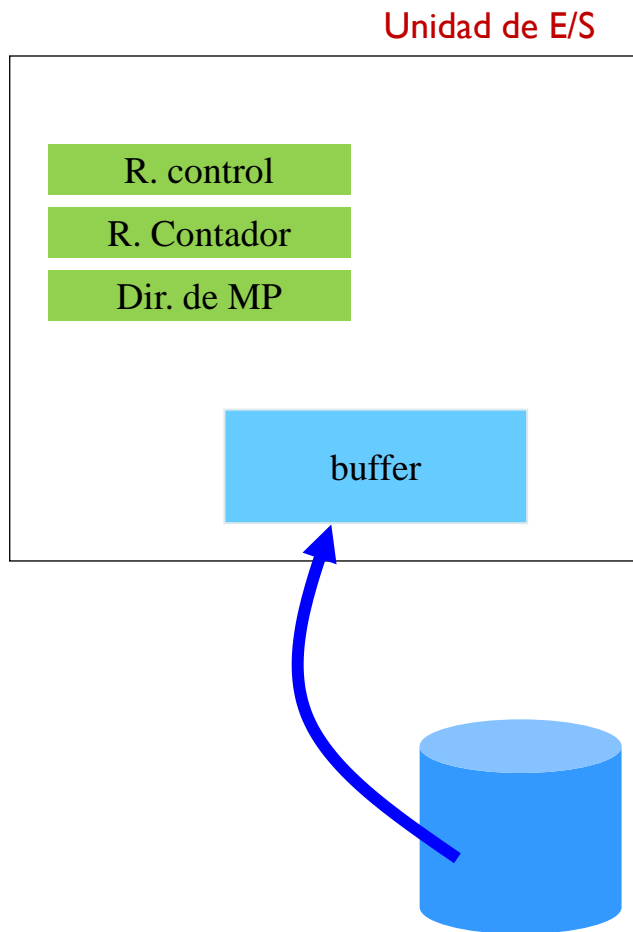 Unidad de E/S
R. control
R. Contador
Dir. de MP
buffer